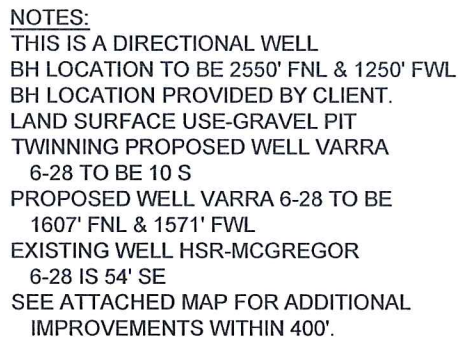 NOTES:
THIS IS A DIRECTIONAL WELL
BH LOCATION TO BE 2550' FNL & 1250' FWL
BH LOCATION PROVIDED BY CLIENT.
LAND SURFACE USE-GRAVEL PIT
TWINNING PROPOSED WELL VARRA
6-28 TO BE 10 S
PROPOSED WELL VARRA 6-28 TO BE
1607' FNL & 1571' FWL
EXISTING WELL HSR-MCGREGOR
6-28 IS 54' SE
SEE ATTACHED MAP FOR ADDITIONAL
IMPROVEMENTS WITHIN 400'.